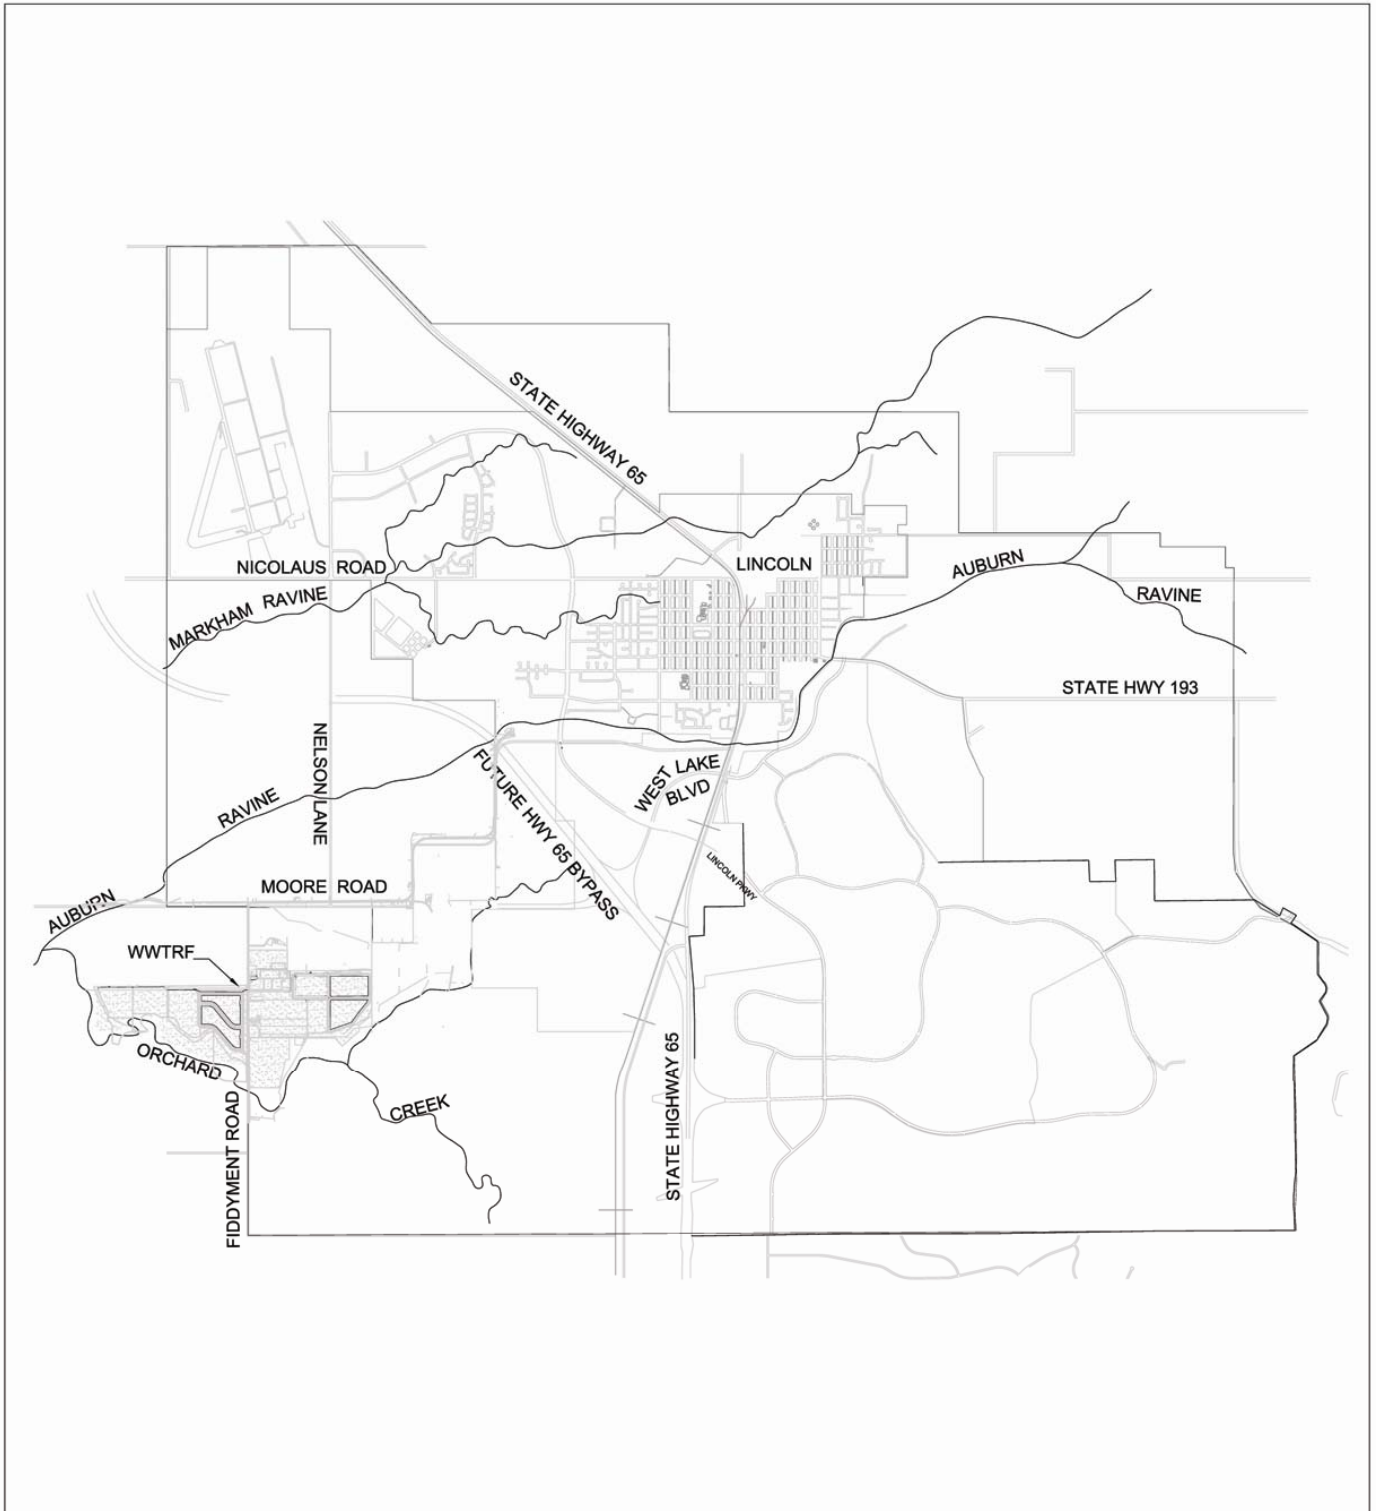 STATE HIGHWAY 65
LINCOLN
NICOLAUS ROAD
AUBURN
RAVINE
MARKHAM RAVINE
STATE HWY 193
NELSON LANE
FUTURE HWY 65 BYPASS
WEST LAKE
BLVD
RAVINE
LINCOLN PKWY
MOORE ROAD
AUBURN
WWTRF
ORCHARD
CREEK
FIDDYMENT ROAD
STATE HIGHWAY 65